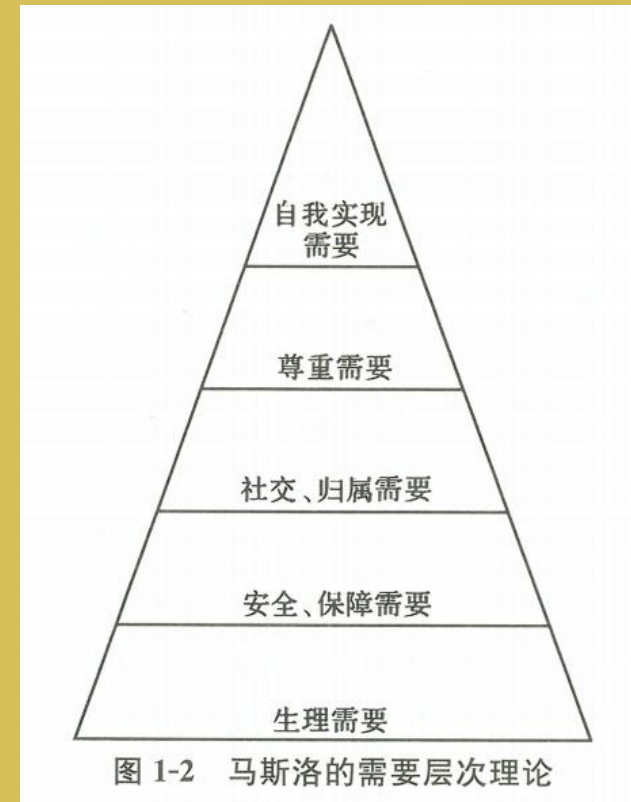 自我实现
需要
尊重需要
社交、归属需要
安全、保障需要
生理需要
图 1-2 马斯洛的需要层次理论